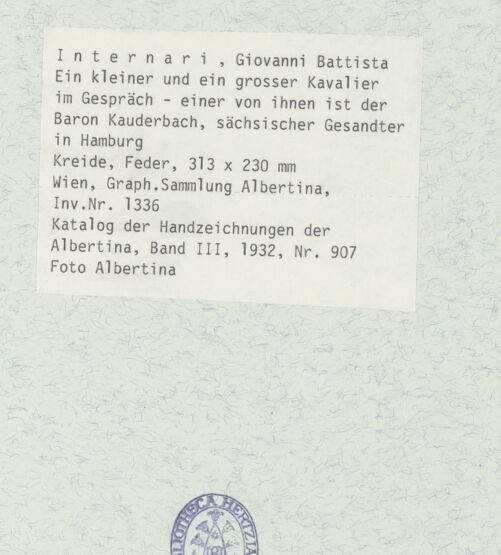 I n t e r n a r i , Giovanni Battista
Ein kleiner und ein grosser Kavalier
im Gespräch - einer von ihnen ist der
Baron Kauderbach, sächsischer Gesandter
in Hamburg
Kreide, Feder, 313 x 230 mm
Wien, Graph.Sammlung Albertina,
Inv.Nr. 1336
Katalog der Handzeichnungen der
Albertina, Band III, 1932, Nr. 907
Foto Albertina